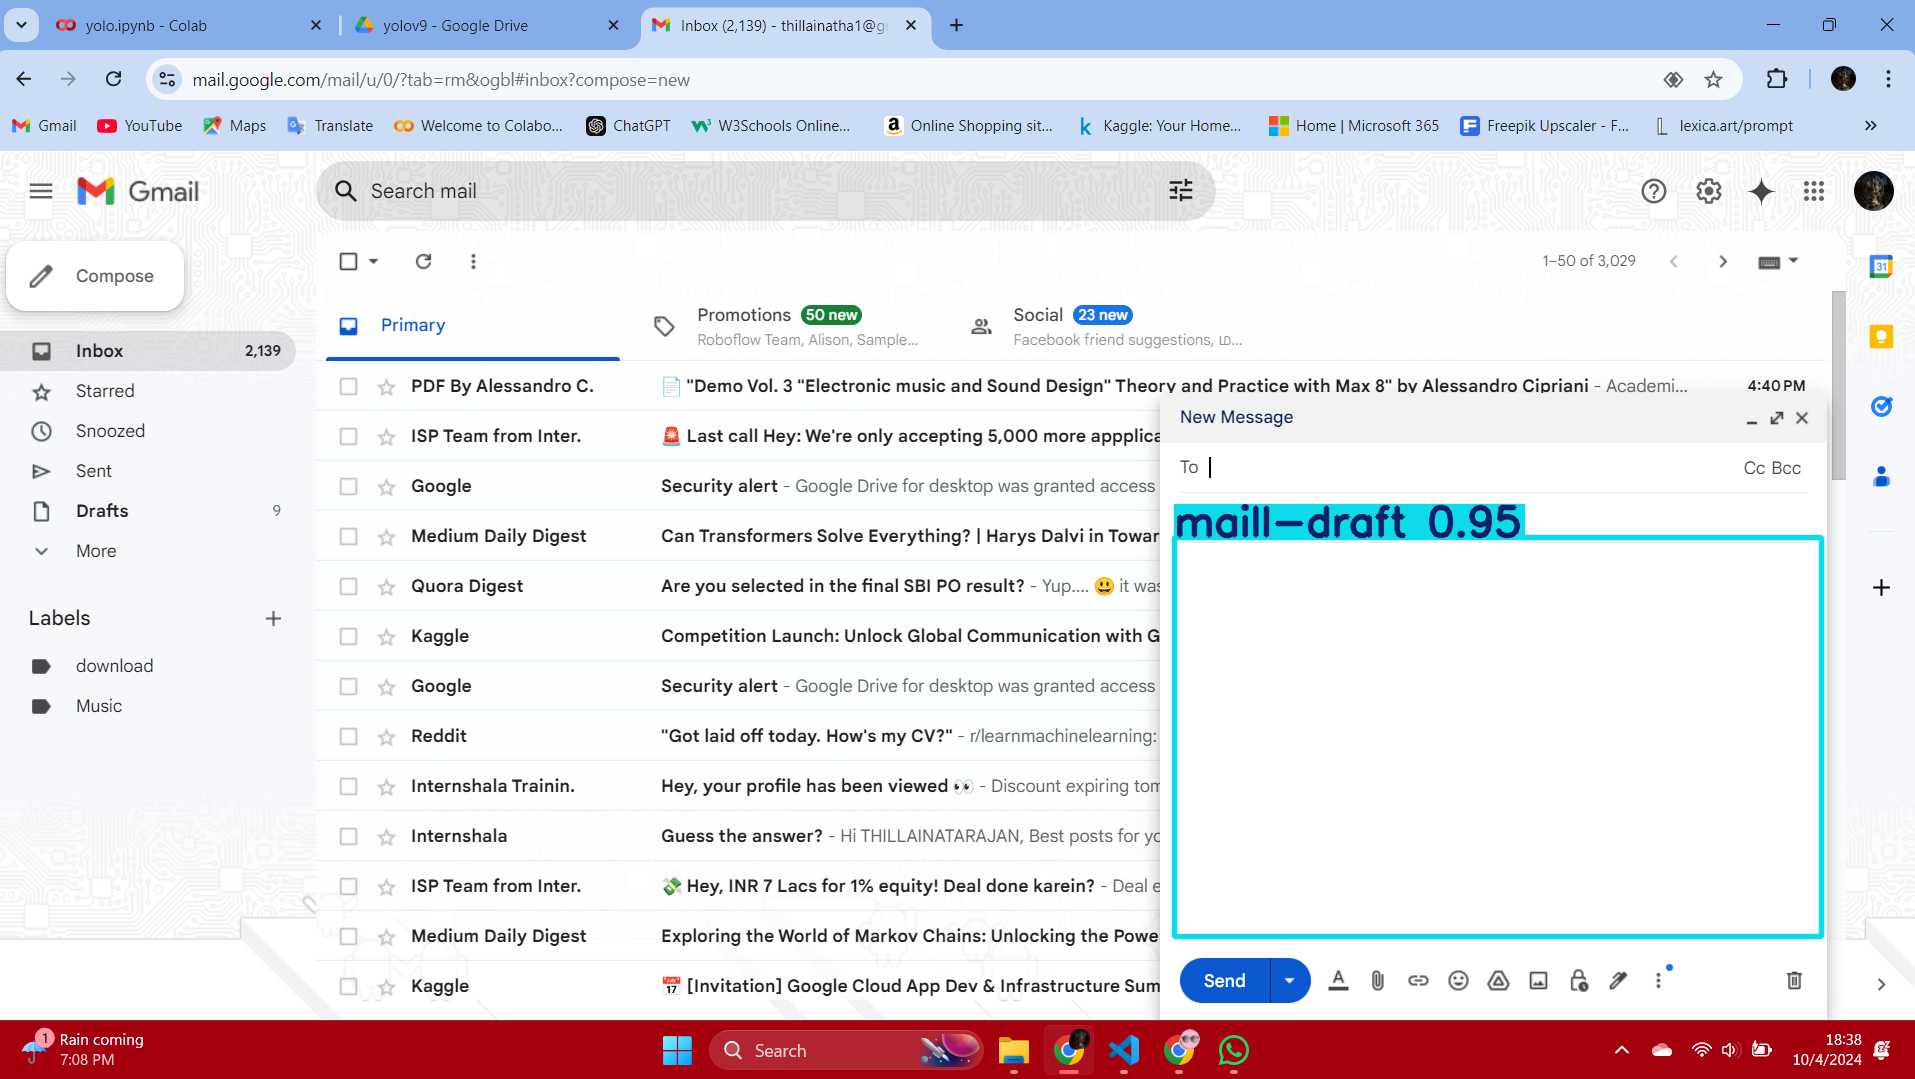 yolo.ipynb - Colab
yolov9 - Google Drive
Inbox (2,139) - thillainatha1@gr
mail.google.com/mail/u/0/?tab=rm&ogbl#inbox?compose=new
Gmail
YouTube
Maps
Translate
Welcome to Colabo...
ChatGPT
W3Schools Online...
Online Shopping sit...
Kaggle: Your Home...
Home | Microsoft 365
Freepik Upscaler - F...
lexica.art/prompt
Gmail
Search mail
Compose
Inbox 2,139
Starred
Snoozed
Sent
Drafts 9
More
Labels
download
Music
1–50 of 3,029
31
Primary
Promotions 50 new
Roboflow Team, Alison, Sample...
Social 23 new
Facebook friend suggestions, ம...
PDF By Alessandro C. 📄 "Demo Vol. 3 "Electronic music and Sound Design" Theory and Practice with Max 8" by Alessandro Cipriani - Academi... 4:40 PM
ISP Team from Inter. 🚨 Last call Hey: We're only accepting 5,000 more appplica
Google Security alert - Google Drive for desktop was granted access
Medium Daily Digest Can Transformers Solve Everything? | Harys Dalvi in Towar
Quora Digest Are you selected in the final SBI PO result? - Yup.... 😃 it was
Kaggle Competition Launch: Unlock Global Communication with G
Google Security alert - Google Drive for desktop was granted access
Reddit "Got laid off today. How's my CV?" - r/learnmachinelearning:
Internshala Trainin. Hey, your profile has been viewed 👀 - Discount expiring tom
Internshala Guess the answer? - Hi THILLAINATARAJAN, Best posts for yo
ISP Team from Inter. 💸 Hey, INR 7 Lacs for 1% equity! Deal done karein? - Deal e
Medium Daily Digest Exploring the World of Markov Chains: Unlocking the Powe
Kaggle 📅 [Invitation] Google Cloud App Dev & Infrastructure Sum
New Message
To
Cc Bcc
maill-draft 0.95
Send
1
Rain coming
7:08 PM
Search
18:38
10/4/2024